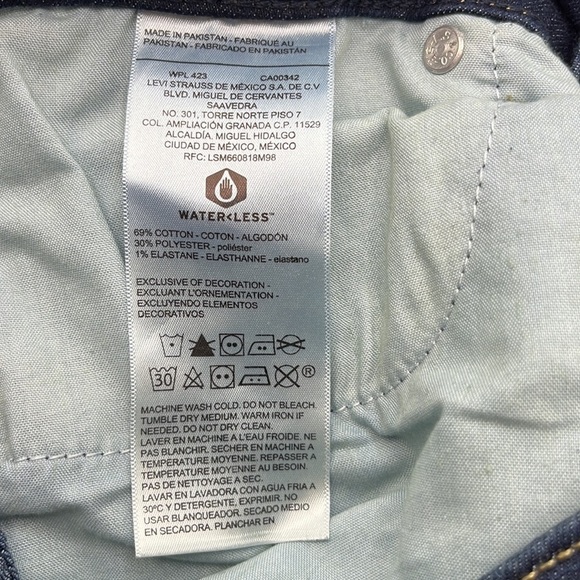 MADE IN PAKISTAN - FABRIQUÉ AU
PAKISTAN - FABRICADO EN PAKISTÁN
WPL 423 CA00342
LEVI STRAUSS DE MÉXICO S.A. DE C.V
BLVD. MIGUEL DE CERVANTES
SAAVEDRA
NO. 301, TORRE NORTE PISO 7
COL. AMPLIACIÓN GRANADA C.P. 11529
ALCALDÍA. MIGUEL HIDALGO
CIUDAD DE MÉXICO, MÉXICO
RFC: LSM660818M98
WATER<LESS™
69% COTTON - COTON - ALGODÓN
30% POLYESTER - poliéster
1% ELASTANE - ELASTHANNE - elastano
EXCLUSIVE OF DECORATION -
EXCLUANT L'ORNEMENTATION -
EXCLUYENDO ELEMENTOS
DECORATIVOS
30 ®
MACHINE WASH COLD. DO NOT BLEACH.
TUMBLE DRY MEDIUM. WARM IRON IF
NEEDED. DO NOT DRY CLEAN.
LAVER EN MACHINE A L'EAU FROIDE. NE
PAS BLANCHIR. SECHER EN MACHINE A
TEMPERATURE MOYENNE. REPASSER A
TEMPERATURE MOYENNE AU BESOIN.
PAS DE NETTOYAGE A SEC.
LAVAR EN LAVADORA CON AGUA FRIA A
30ºC Y DETERGENTE, EXPRIMIR. NO
USAR BLANQUEADOR. SECADO MEDIO
EN SECADORA. PLANCHAR EN